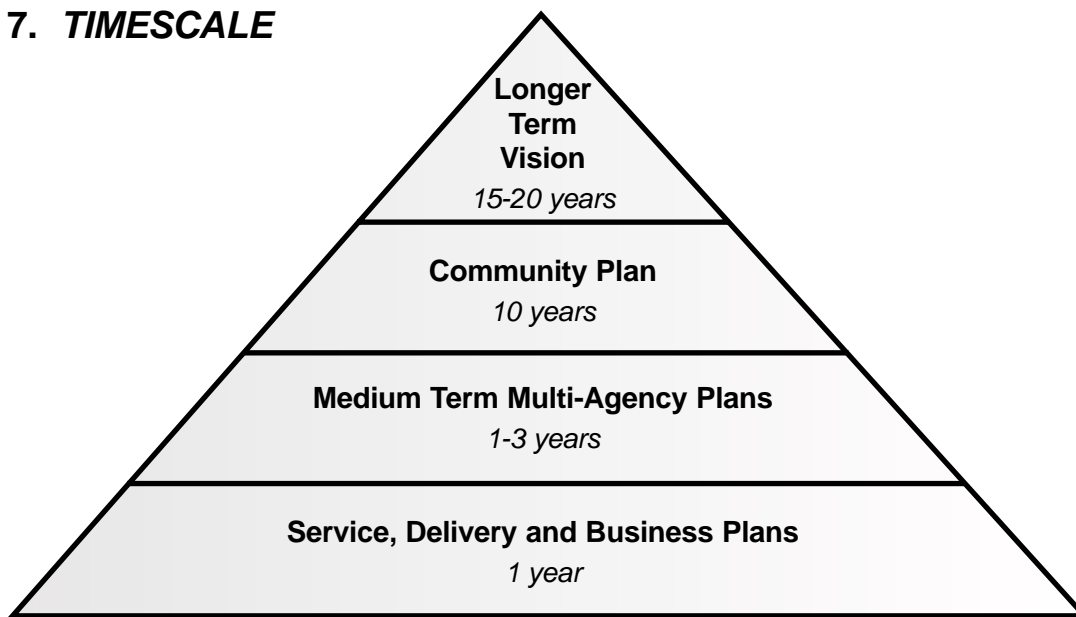 7. TIMESCALE
Longer
Term
Vision
15-20 years
Community Plan
10 years
Medium Term Multi-Agency Plans
1-3 years
Service, Delivery and Business Plans
1 year